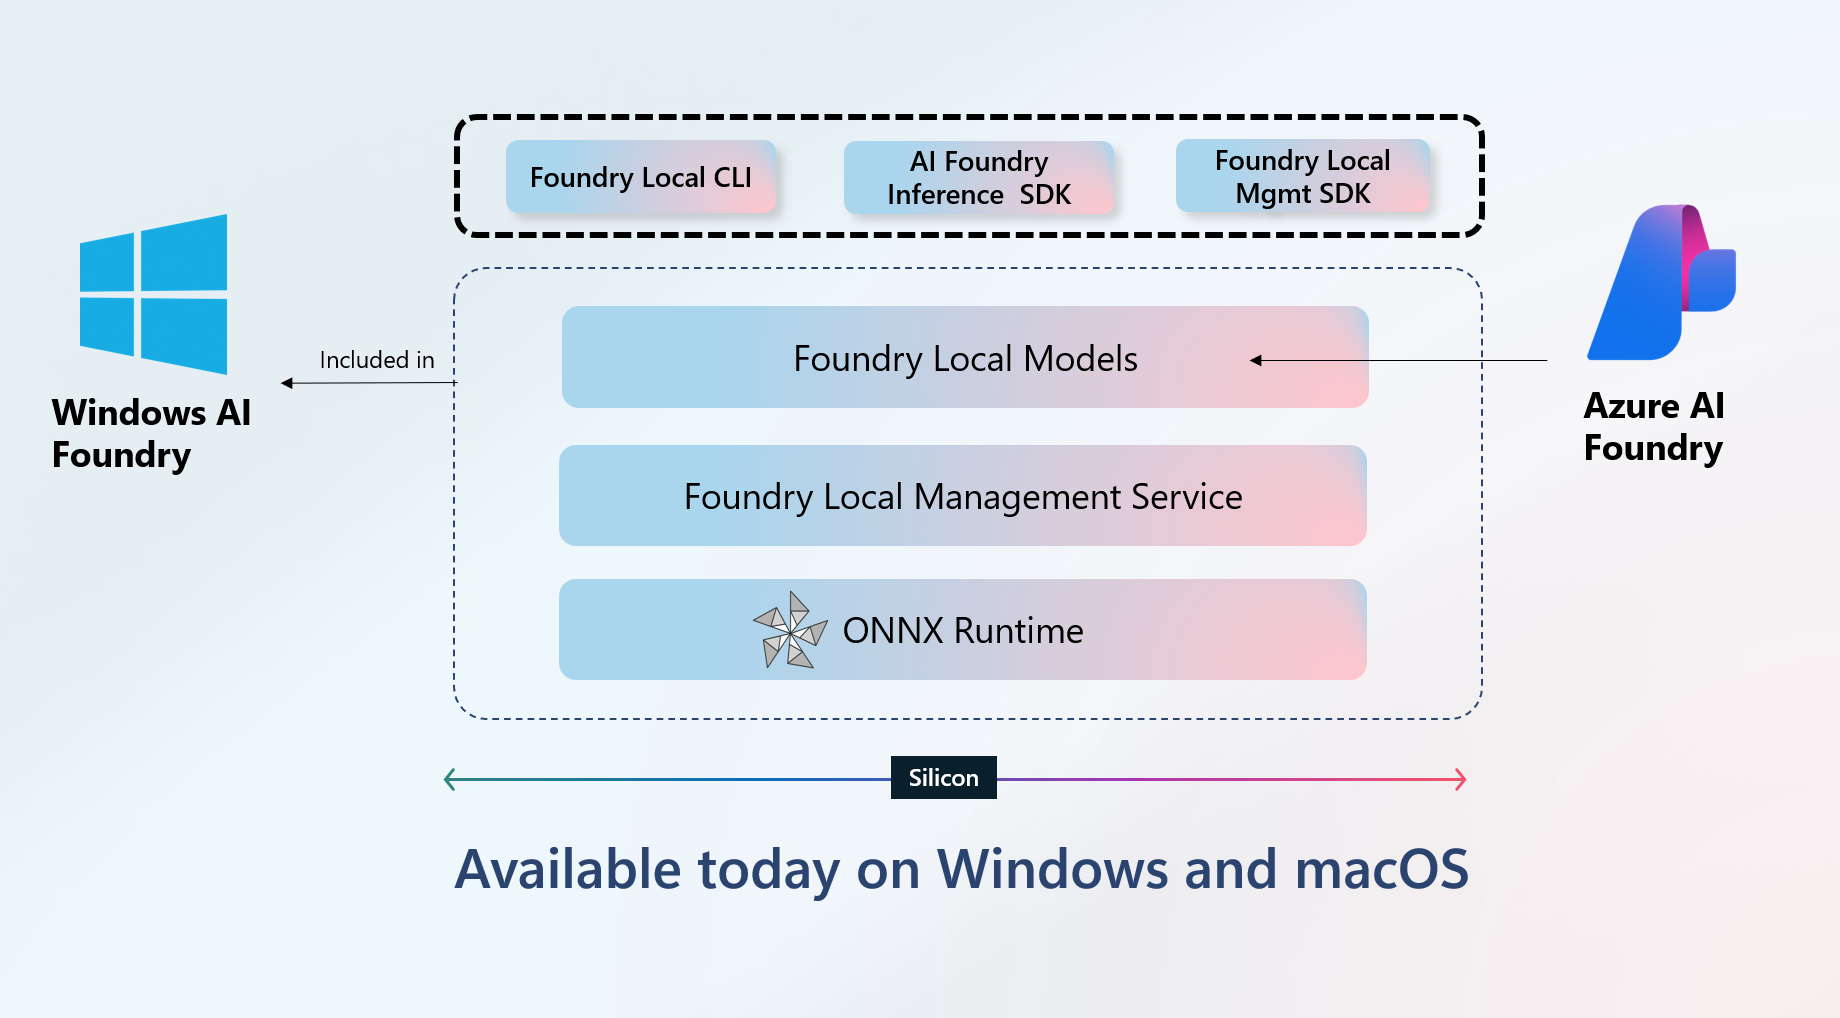 Foundry Local CLI
AI Foundry
Inference  SDK
Foundry Local
Mgmt SDK
Windows AI
Foundry
Included in
Foundry Local Models
Foundry Local Management Service
ONNX Runtime
Azure AI
Foundry
Silicon
Available today on Windows and macOS